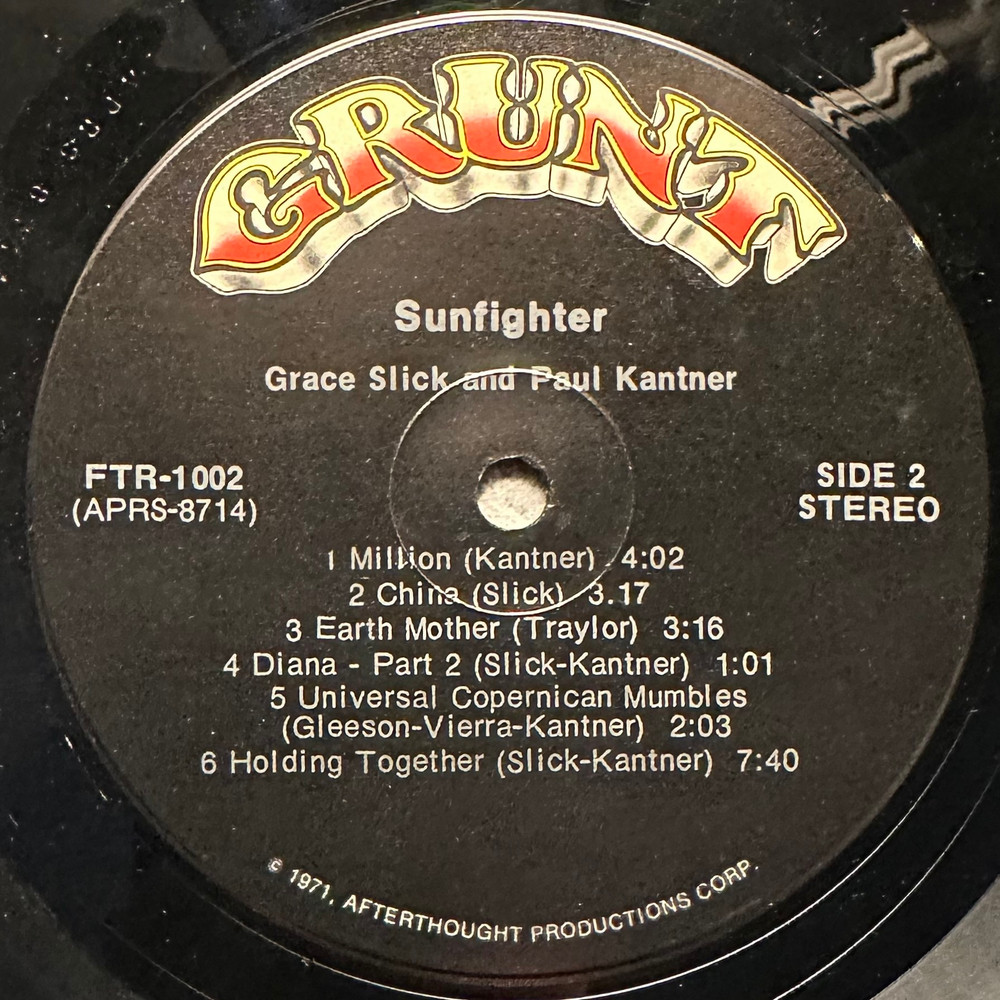 GRUNT
Sunfighter
Grace Slick and Paul Kantner
FTR-1002
(APRS-8714)
SIDE 2
STEREO
1 Million (Kantner) 4:02
2 China (Slick) 3.17
3 Earth Mother (Traylor) 3:16
4 Diana - Part 2 (Slick-Kantner) 1:01
5 Universal Copernican Mumbles
(Gleeson-Vierra-Kantner) 2:03
6 Holding Together (Slick-Kantner) 7:40
© 1971, AFTERTHOUGHT PRODUCTIONS CORP.